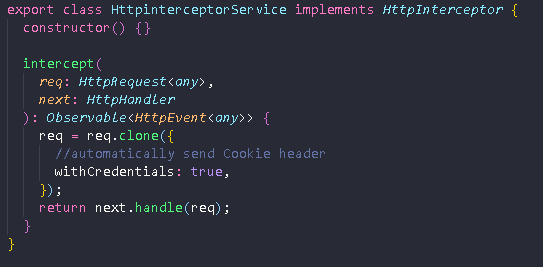 export class HttpinterceptorService implements HttpInterceptor {
constructor() {}
intercept(
req: HttpRequest<any>,
next: HttpHandler
): Observable<HttpEvent<any>> {
req = req.clone({
//automatically send Cookie header
withCredentials: true,
});
return next.handle(req);
}
}